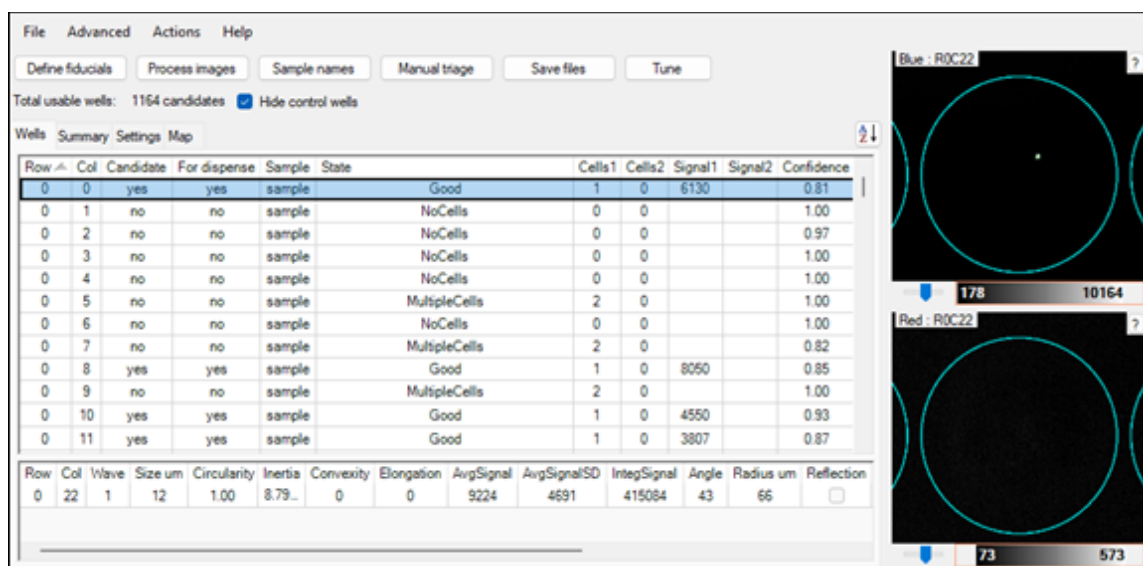 File Advanced Actions Help
Define fiducials Process images Sample names Manual triage Save files Tune
Total usable wells: 1164 candidates Hide control wells
Wells Summary Settings Map
Row Col Candidate For dispense Sample State Cells1 Cells2 Signal1 Signal2 Confidence
0 0 yes yes sample Good 1 0 6130 0.81
0 1 no no sample NoCells 0 0 1.00
0 2 no no sample NoCells 0 0 0.97
0 3 no no sample NoCells 0 0 1.00
0 4 no no sample NoCells 0 0 1.00
0 5 no no sample MultipleCells 2 0 1.00
0 6 no no sample NoCells 0 0 1.00
0 7 no no sample MultipleCells 2 0 0.82
0 8 yes yes sample Good 1 0 8050 0.85
0 9 no no sample MultipleCells 2 0 1.00
0 10 yes yes sample Good 1 0 4550 0.93
0 11 yes yes sample Good 1 0 3807 0.87
Row Col Wave Size um Circularity Inertia Convexity Elongation AvgSignal AvgSignalSD IntegSignal Angle Radius um Reflection
0 22 1 12 1.00 8.79... 0 0 9224 4691 415084 43 66
Blue : R0C22 ?
178 10164
Red : R0C22 ?
73 573